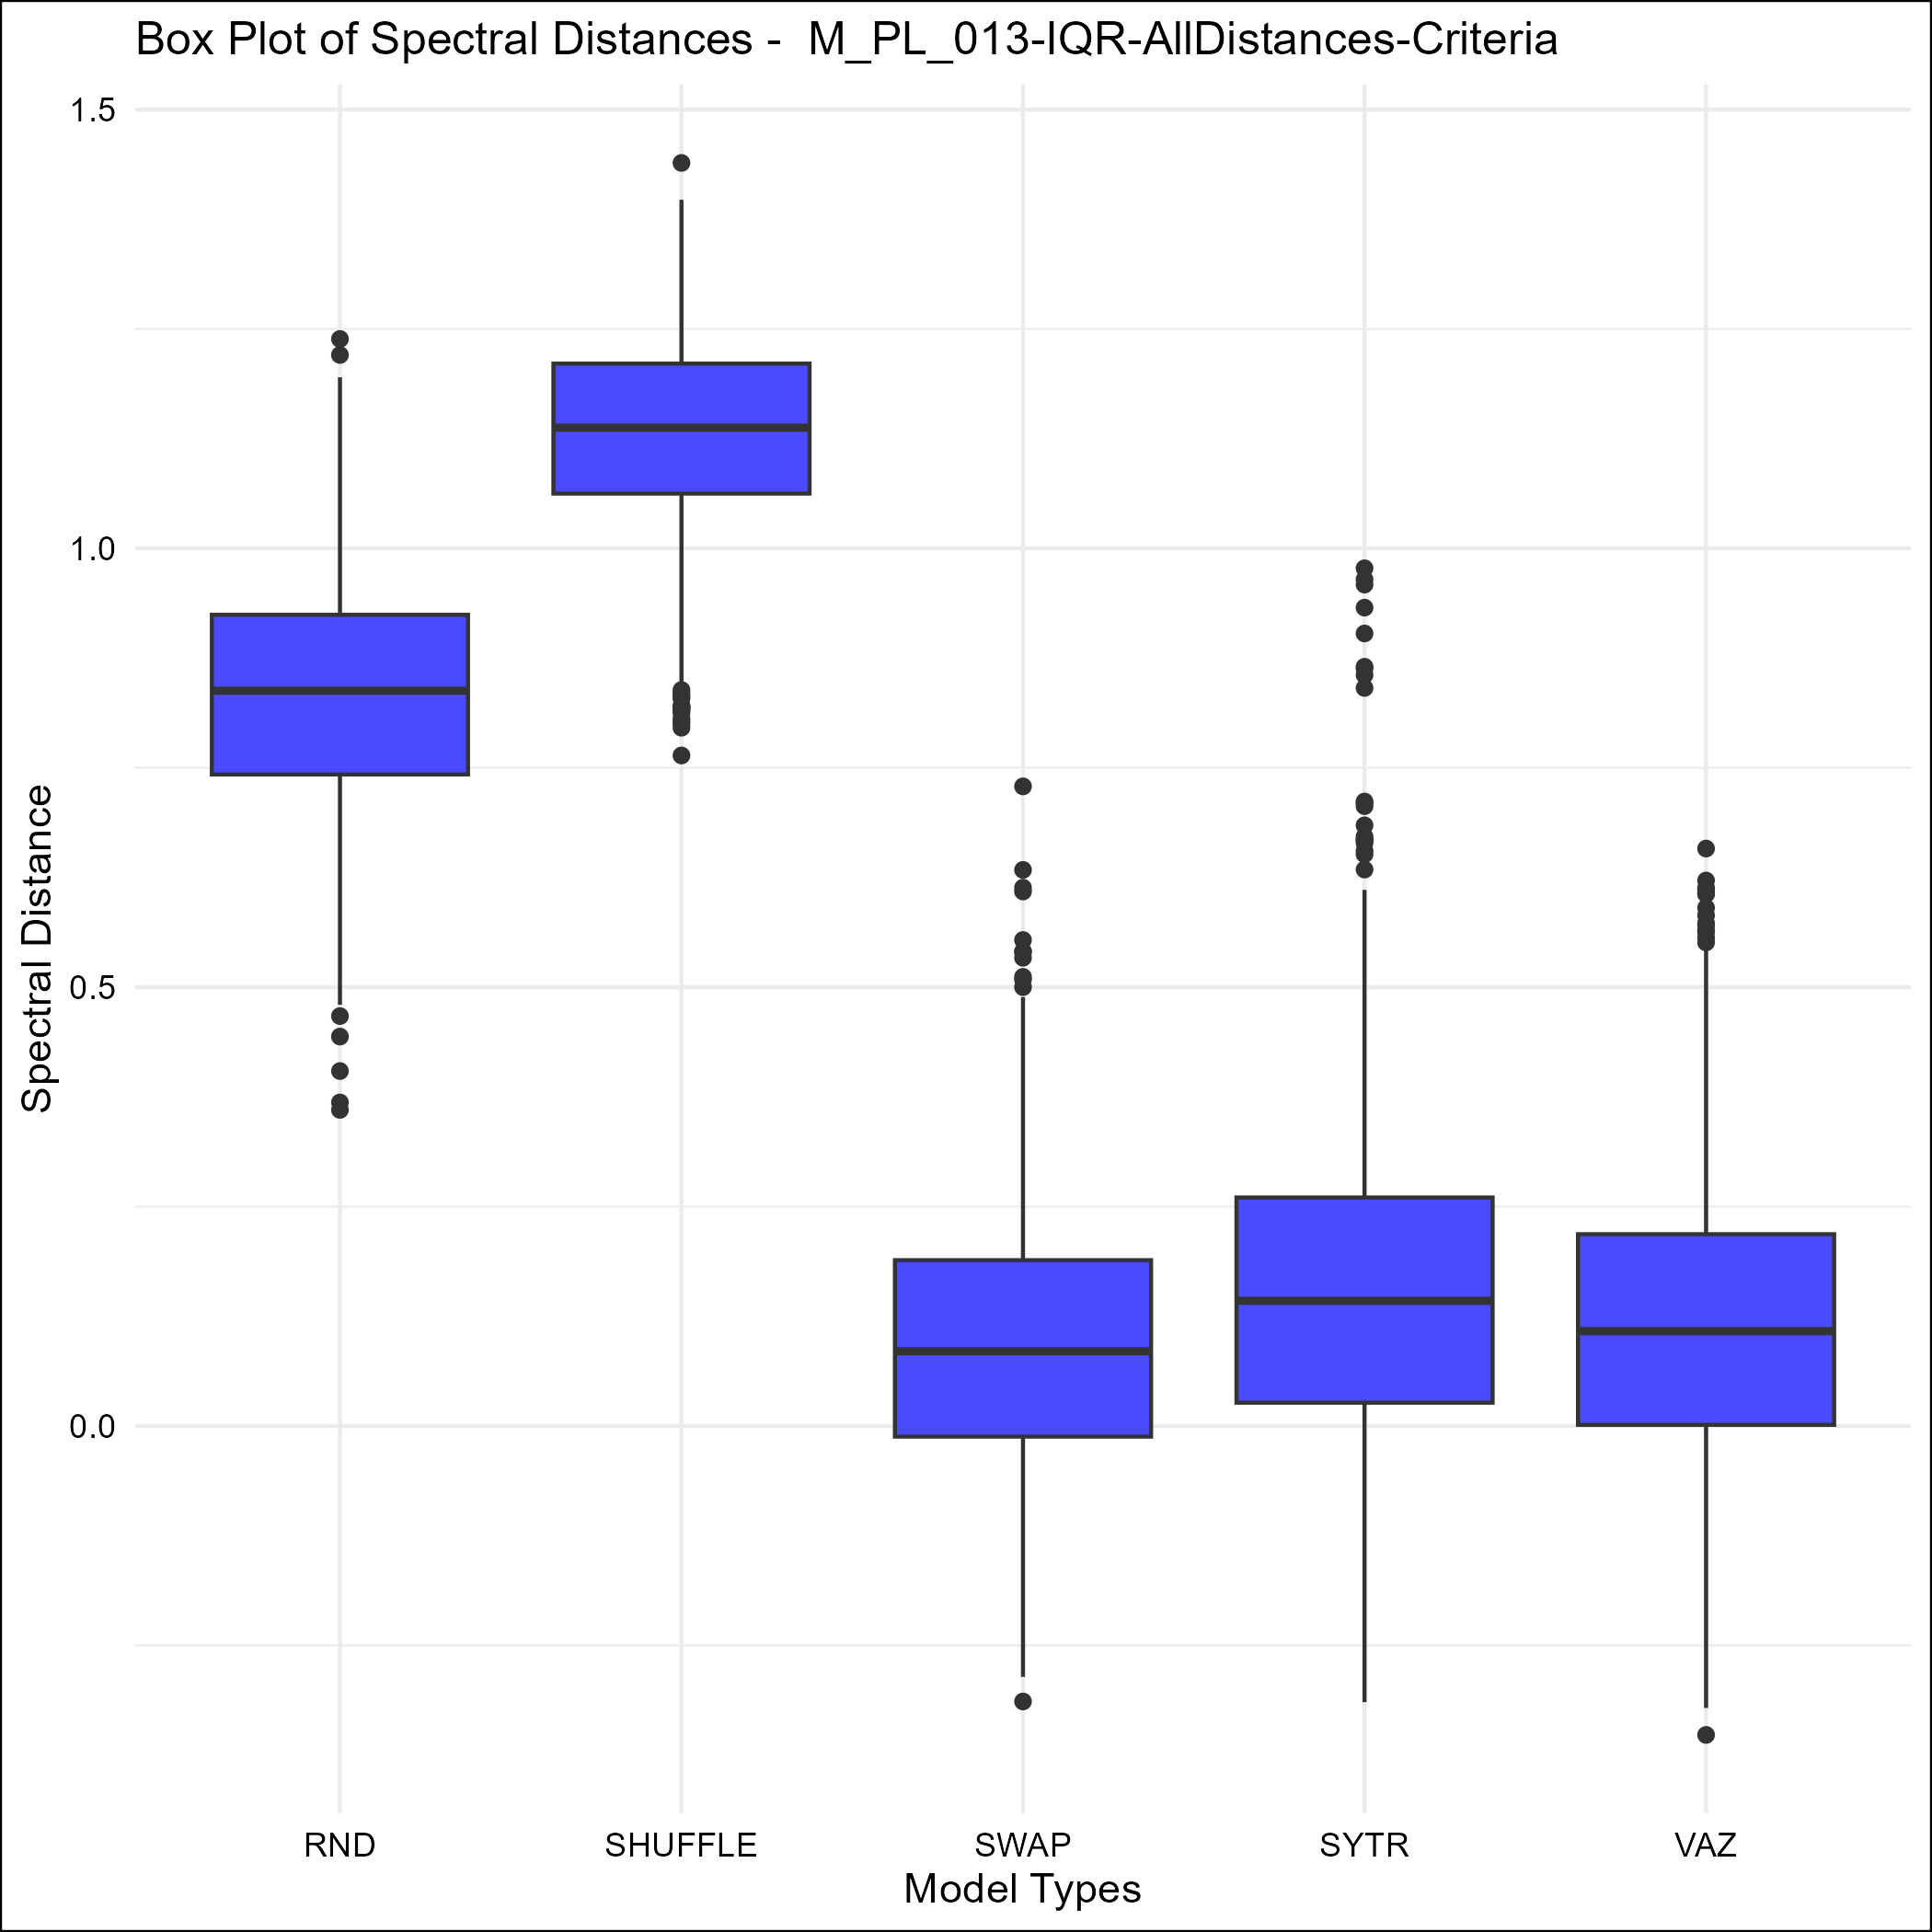 Box Plot of Spectral Distances -  M_PL_013-IQR-AllDistances-Criteria
1.5
1.0
0.5
0.0
Spectral Distance
RND
SHUFFLE
SWAP
SYTR
VAZ
Model Types